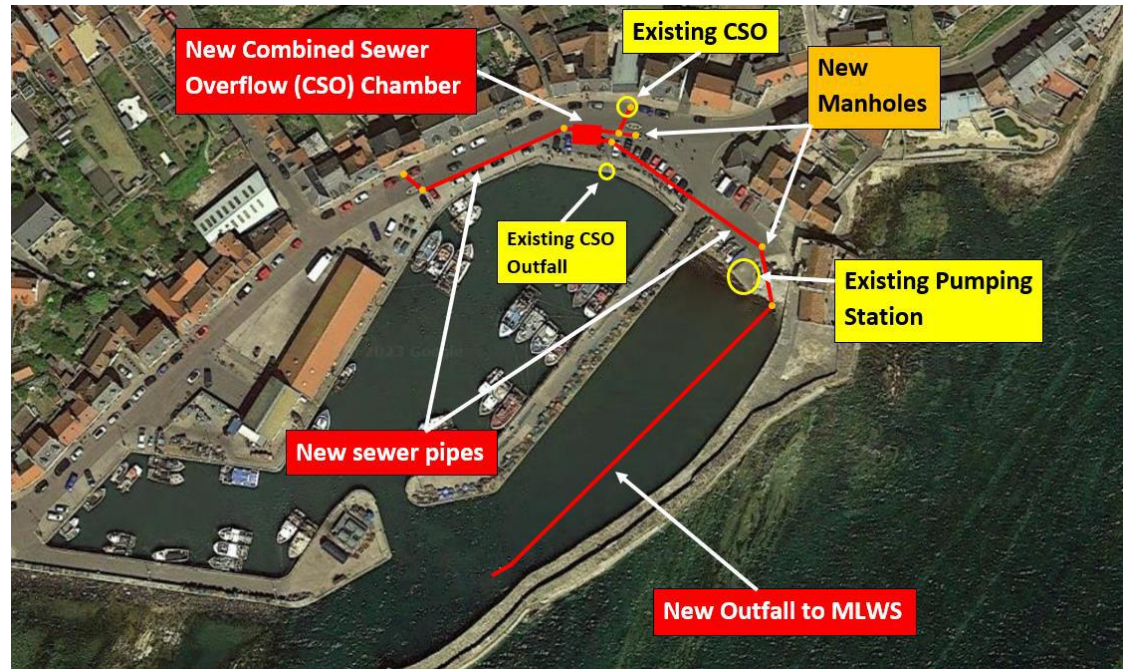 New Combined Sewer
Overflow (CSO) Chamber
Existing CSO
New
Manholes
Existing CSO
Outfall
Existing Pumping
Station
New sewer pipes
New Outfall to MLWS